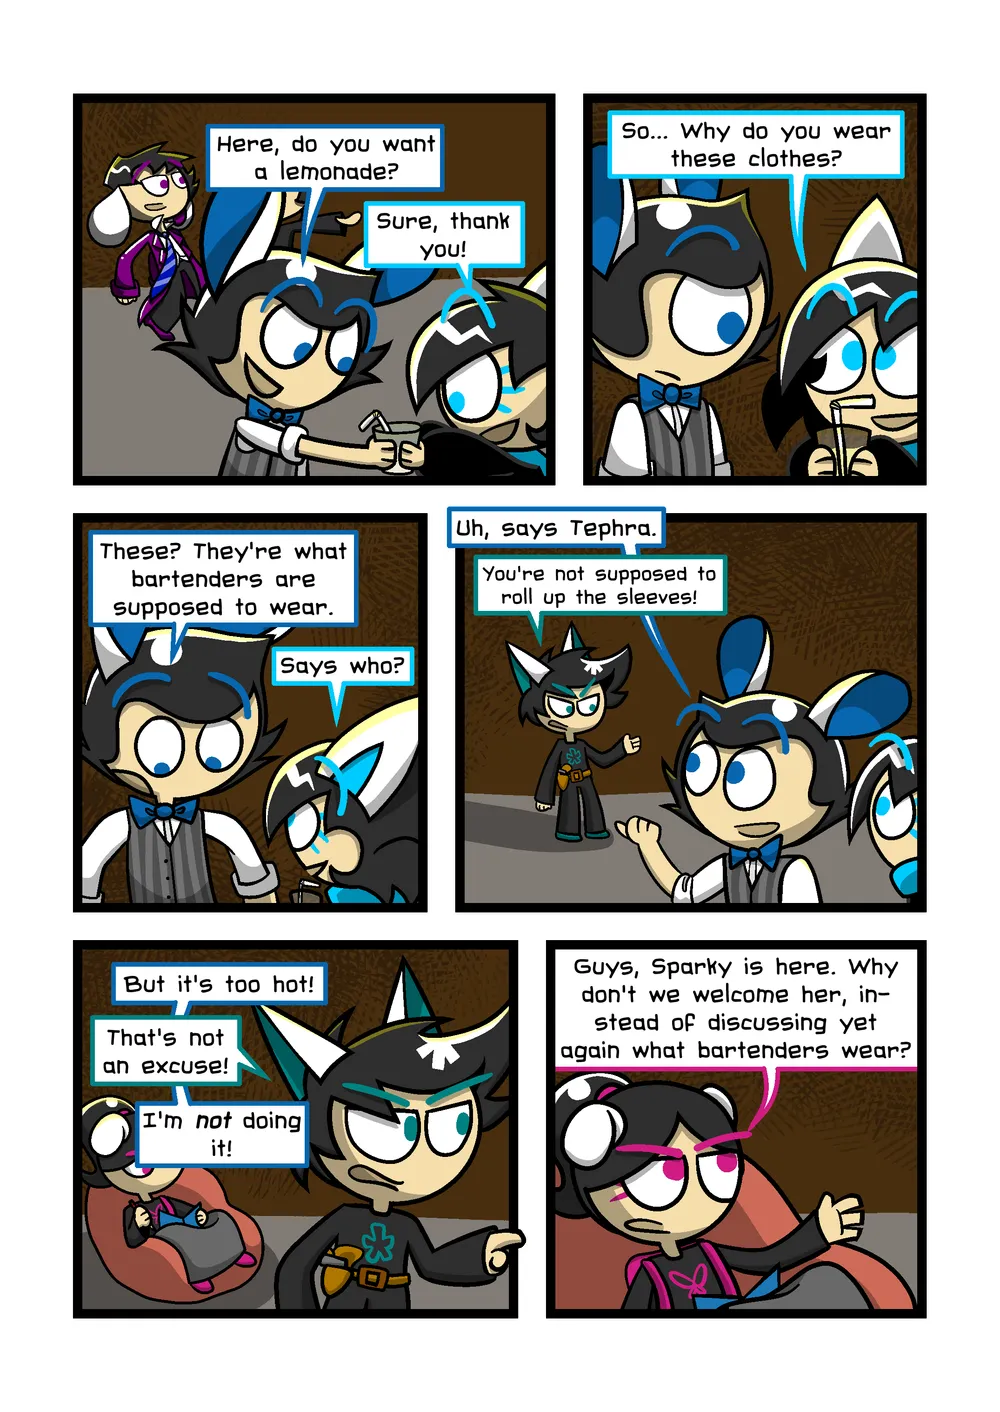 Here, do you want
a lemonade?
Sure, thank
you!
So... Why do you wear
these clothes?
These? They're what
bartenders are
supposed to wear.
Says who?
Uh, says Tephra.
You're not supposed to
roll up the sleeves!
But it's too hot!
That's not
an excuse!
I'm not doing
it!
Guys, Sparky is here. Why
don't we welcome her, in-
stead of discussing yet
again what bartenders wear?